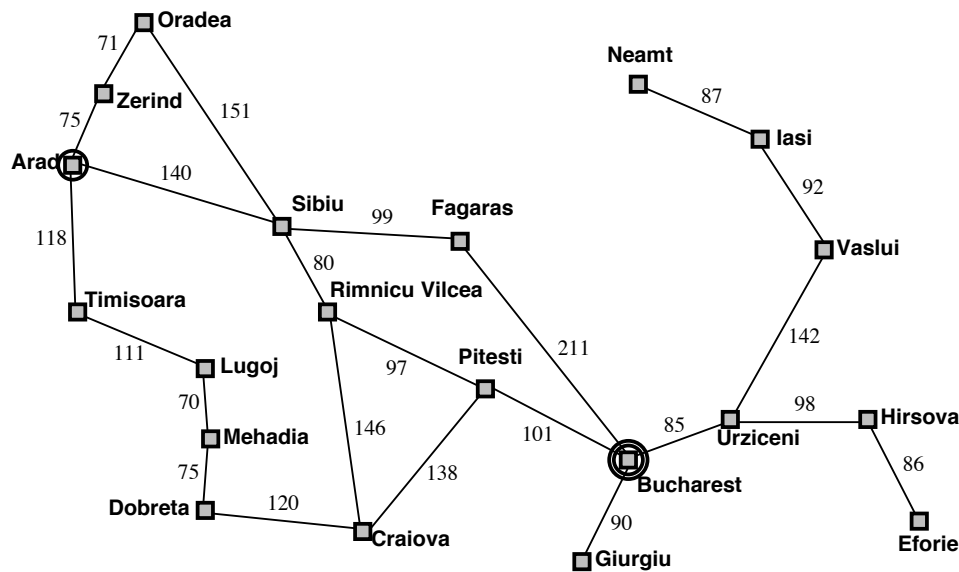 Oradea
71
Neamt
87
Zerind
75
151
Iasi
Arad
140
92
Sibiu
Fagaras
99
118
Vaslui
80
Timisoara
Rimnicu Vilcea
142
111
Lugoj
97
Pitesti
211
70
146
98
Hirsova
Mehadia
101
85
Urziceni
75
138
86
Bucharest
Dobreta
120
90
Craiova
Eforie
Giurgiu